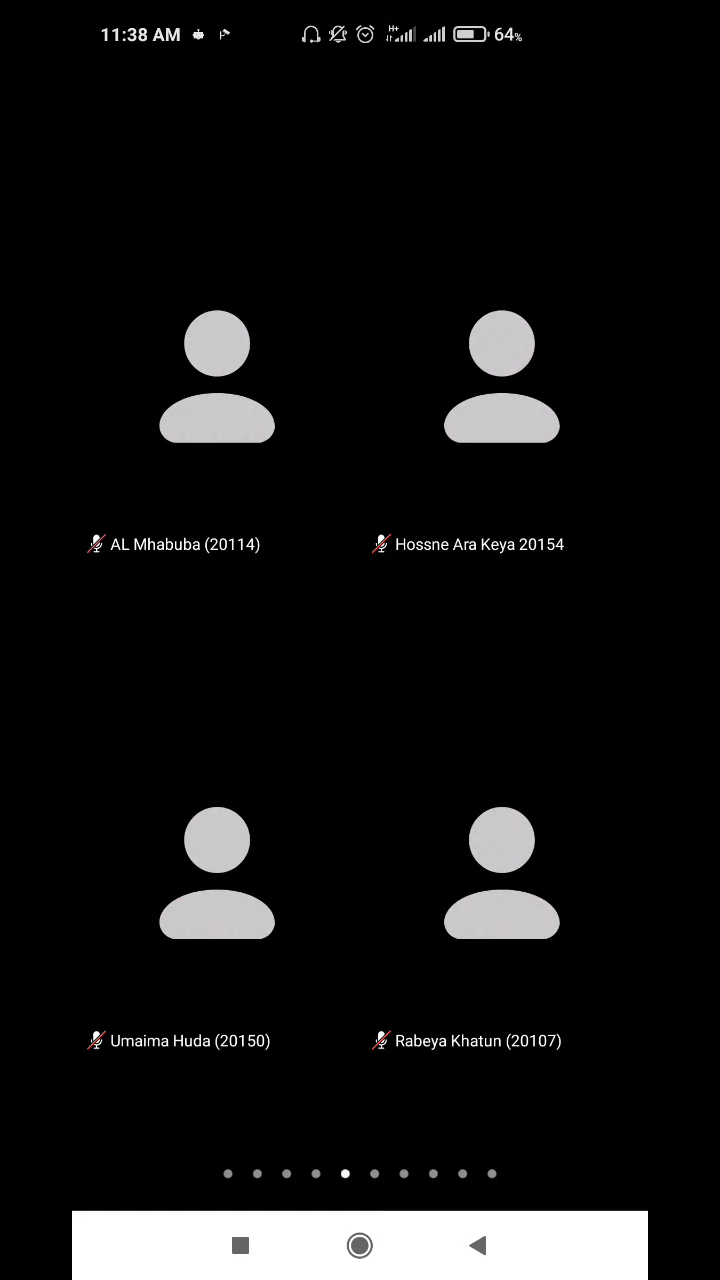 11:38 AM H+ 64%
AL Mhabuba (20114)
Hossne Ara Keya 20154
Umaima Huda (20150)
Rabeya Khatun (20107)